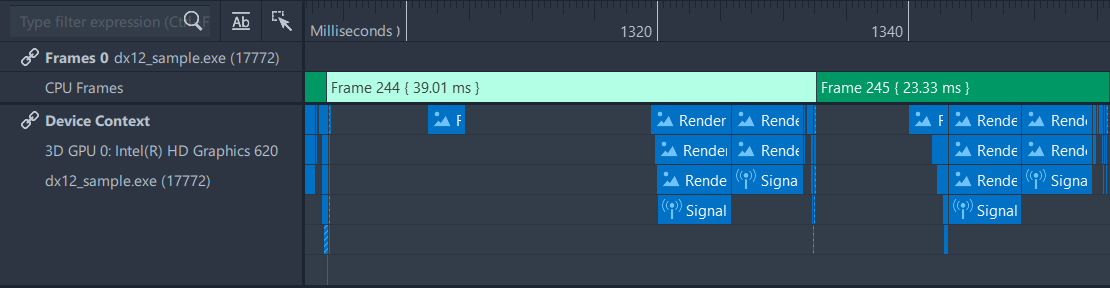 Type filter expression (Ctrl F
Ab
Milliseconds )
1320
1340
Frames 0 dx12_sample.exe (17772)
CPU Frames
Frame 244 { 39.01 ms }
Frame 245 { 23.33 ms }
Device Context
F
Render
Rende
F
Rende
Rende
3D GPU 0: Intel(R) HD Graphics 620
Render
Rende
Rende
Rende
dx12_sample.exe (17772)
Rende
Signa
Rende
Signa
Signal
Signal